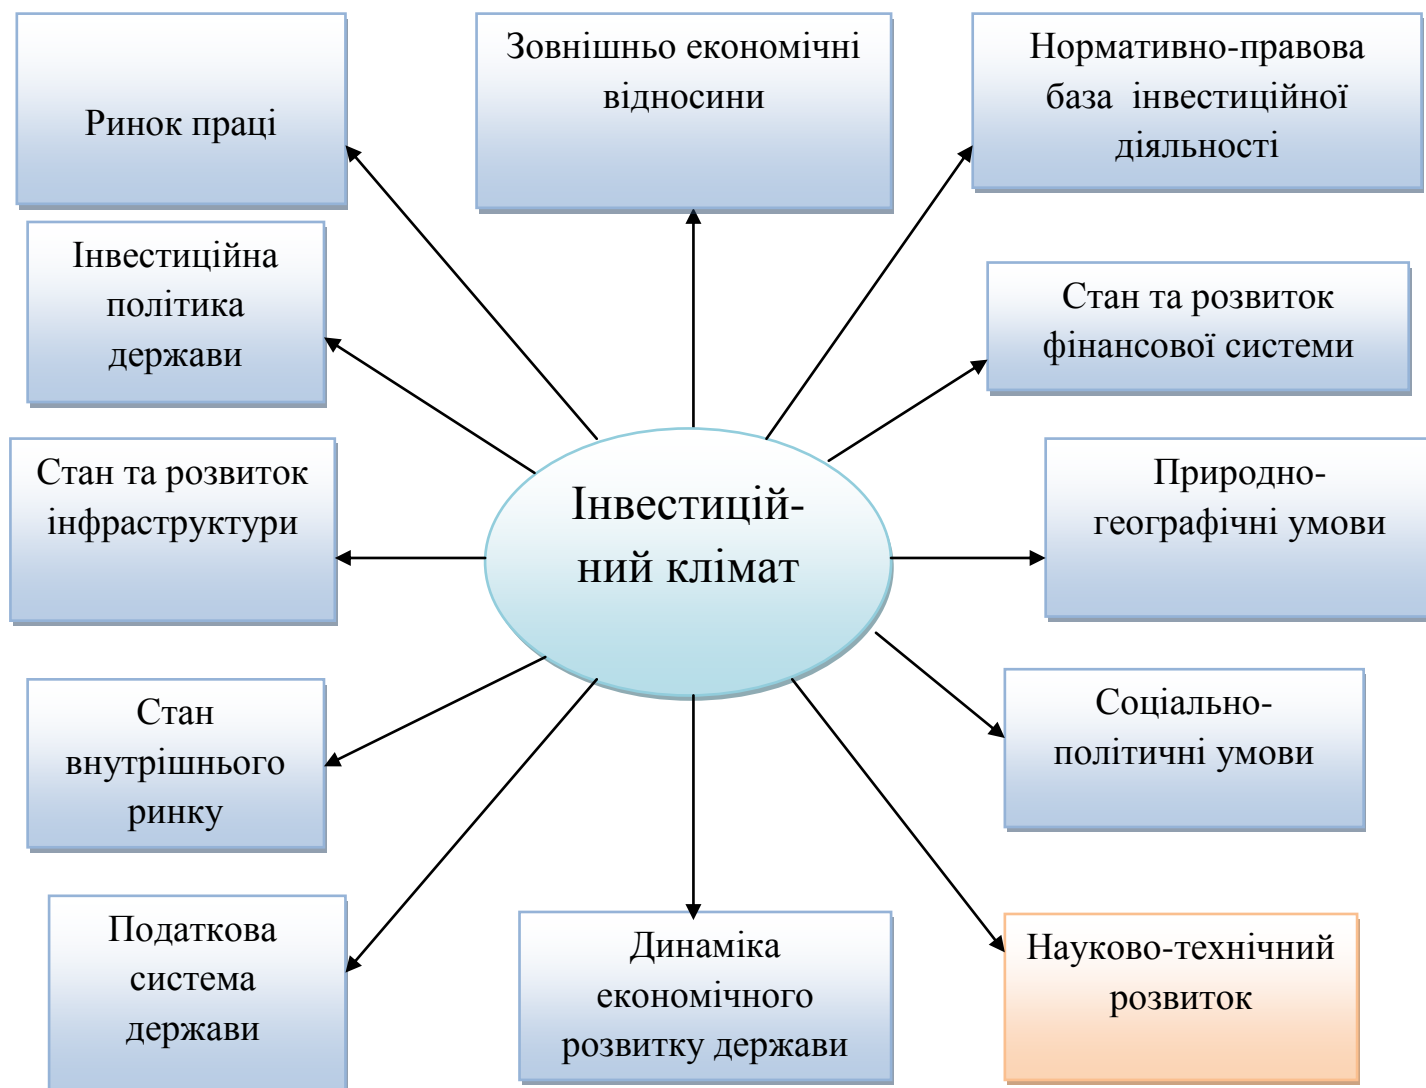 Ринок праці
Зовнішньо економічні
відносини
Нормативно-правова
база  інвестиційної
діяльності
Інвестиційна
політика
держави
Стан та розвиток
фінансової системи
Стан та розвиток
інфраструктури
Інвестицій-
ний клімат
Природно-
географічні умови
Стан
внутрішнього
ринку
Соціально-
політичні умови
Податкова
система
держави
Динаміка
економічного
розвитку держави
Науково-технічний
розвиток